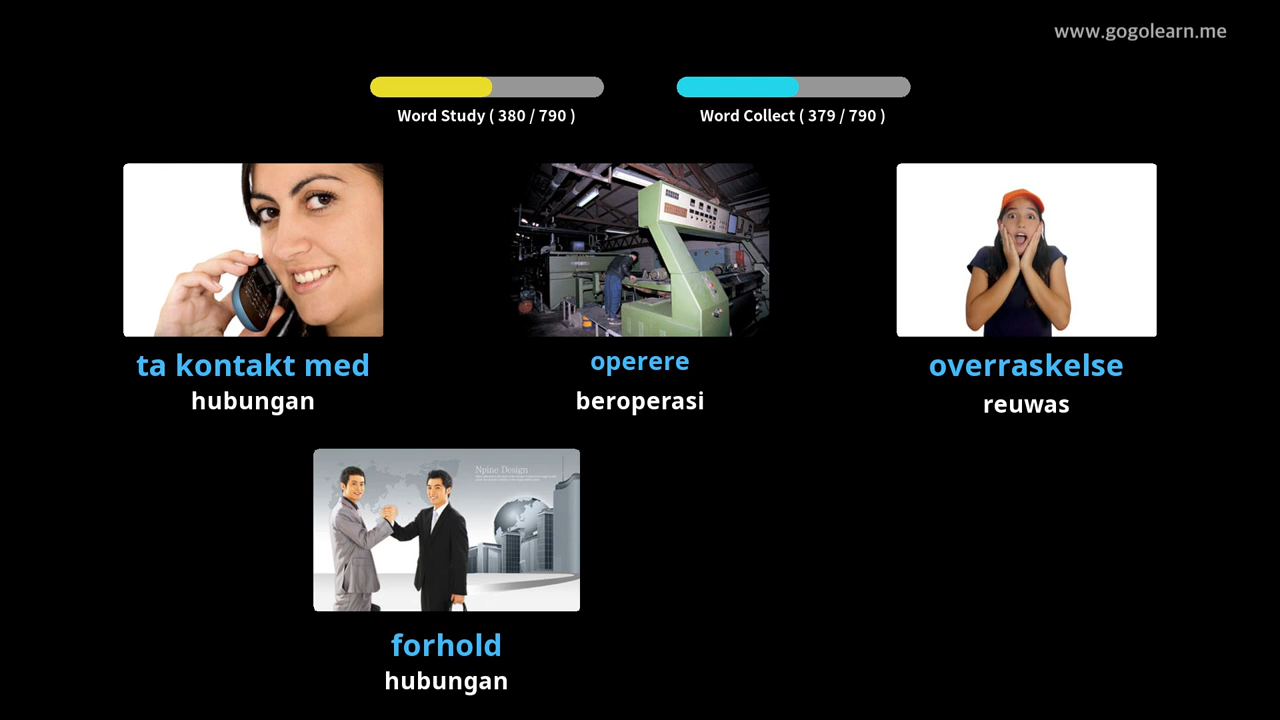 www.gogolearn.me
Word Study ( 380 / 790 )
Word Collect ( 379 / 790 )
ta kontakt med
hubungan
operere
beroperasi
overraskelse
reuwas
Npine Design
forhold
hubungan